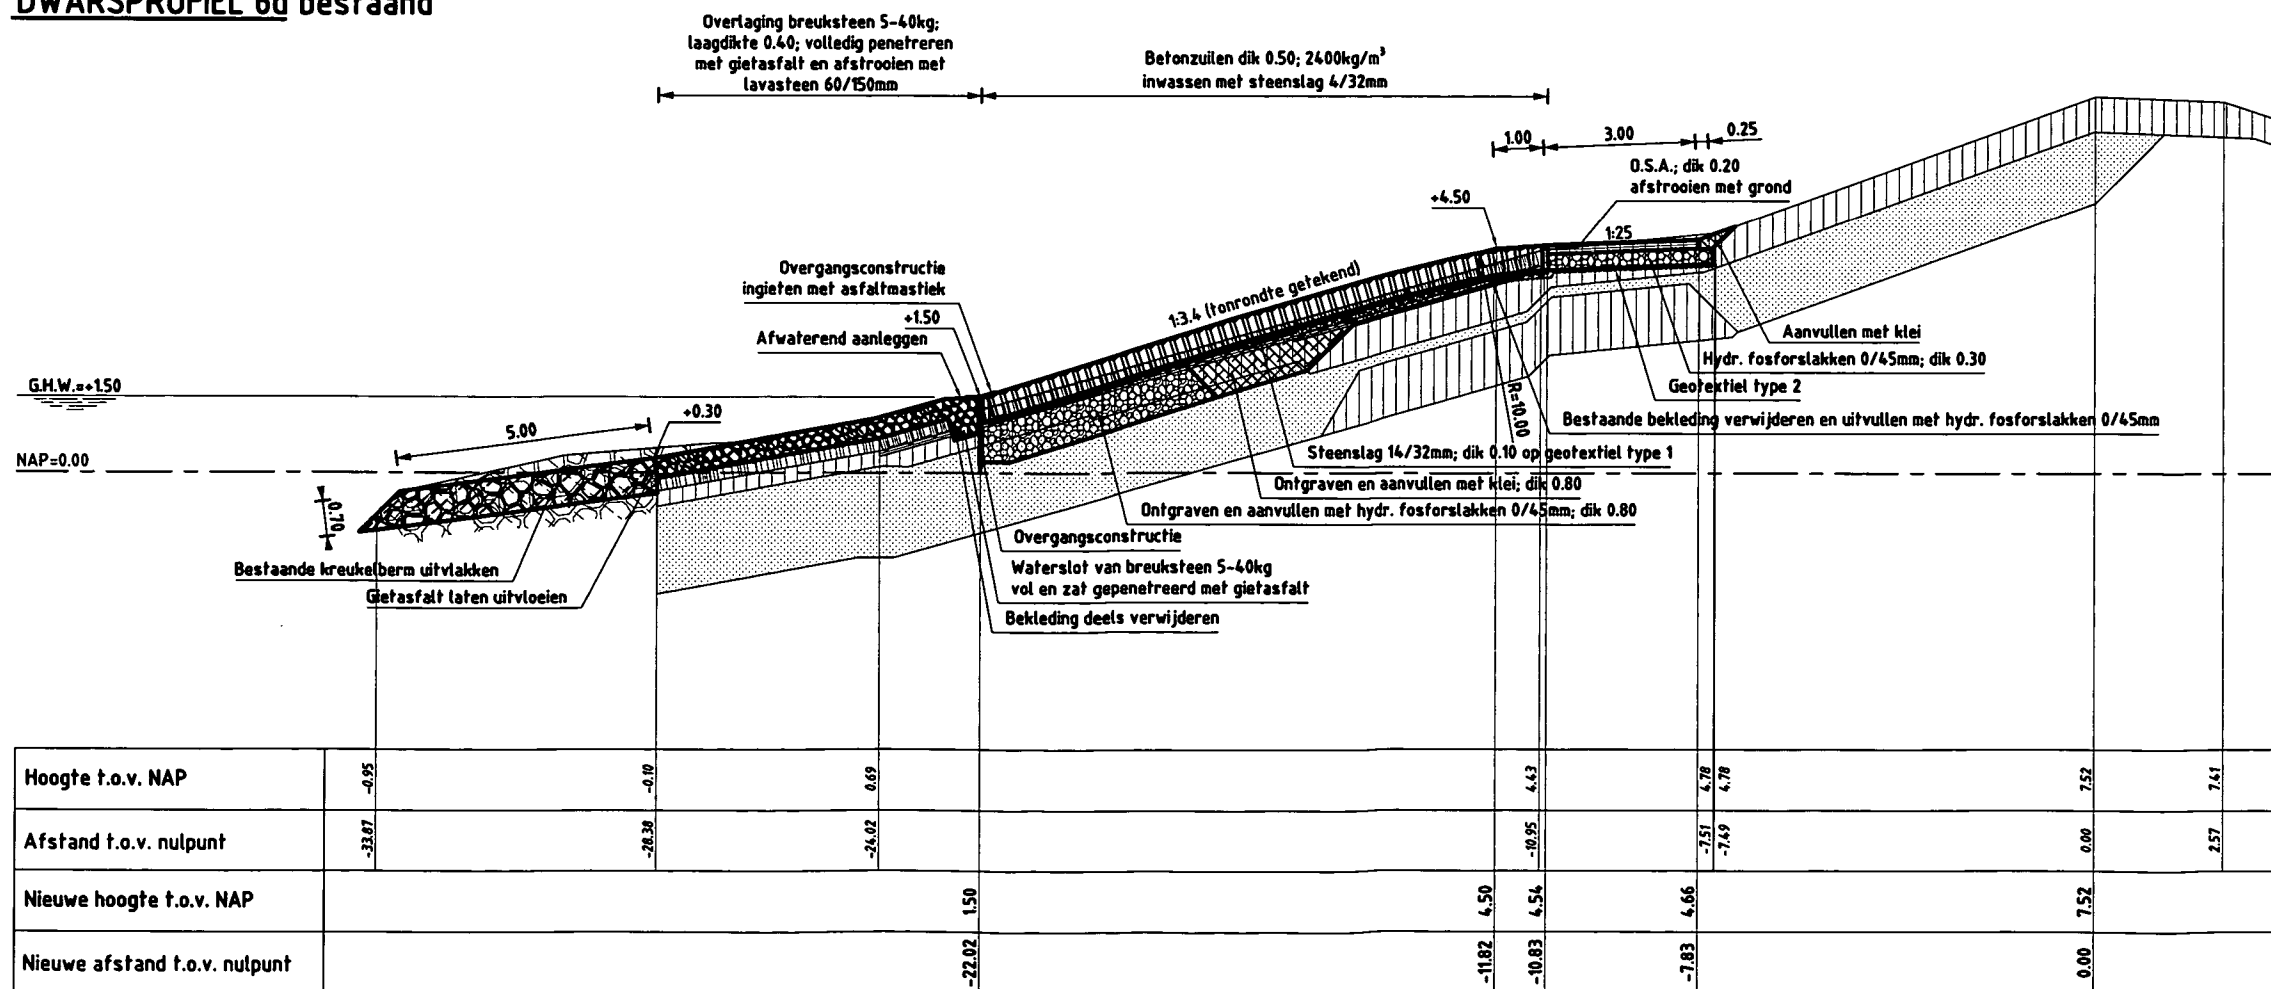 DWARSPROFIEL 6d bestaand
Overlaging breuksteen 5-40kg;
laagdikte 0.40; volledig penetreren
met gietasfalt en afstrooien met
lavasteen 60/150mm
Betonzuilen dik 0.50; 2400kg/m³
inwassen met steenslag 4/32mm
1.00
3.00
0.25
O.S.A.; dik 0.20
afstrooien met grond
+4.50
1:25
Overgangsconstructie
ingieten met asfaltmastiek
+1.50
Afwaterend aanleggen
1:3.4 (tonrondte getekend)
Aanvullen met klei
Hydr. fosforslakken 0/45mm; dik 0.30
Geotextiel type 2
G.H.W.=+1.50
+0.30
5.00
R=10.00
Bestaande bekleding verwijderen en uitvullen met hydr. fosforslakken 0/45mm
NAP=0.00
Steenslag 14/32mm; dik 0.10 op geotextiel type 1
Ontgraven en aanvullen met klei; dik 0.80
Ontgraven en aanvullen met hydr. fosforslakken 0/45mm; dik 0.80
0.70
Overgangsconstructie
Bestaande kreukelberm uitvlakken
Waterslot van breuksteen 5-40kg
vol en zat gepenetreerd met gietasfalt
Gietasfalt laten uitvloeien
Bekleding deels verwijderen
Hoogte t.o.v. NAP -0.95 -0.10 0.69 4.43 4.78 4.78 7.52 7.41
Afstand t.o.v. nulpunt -33.87 -28.38 -24.02 -10.95 -7.51 -7.49 0.00 2.57
Nieuwe hoogte t.o.v. NAP 1.50 4.50 4.54 4.66 7.52
Nieuwe afstand t.o.v. nulpunt -22.02 -11.82 -10.83 -7.83 0.00